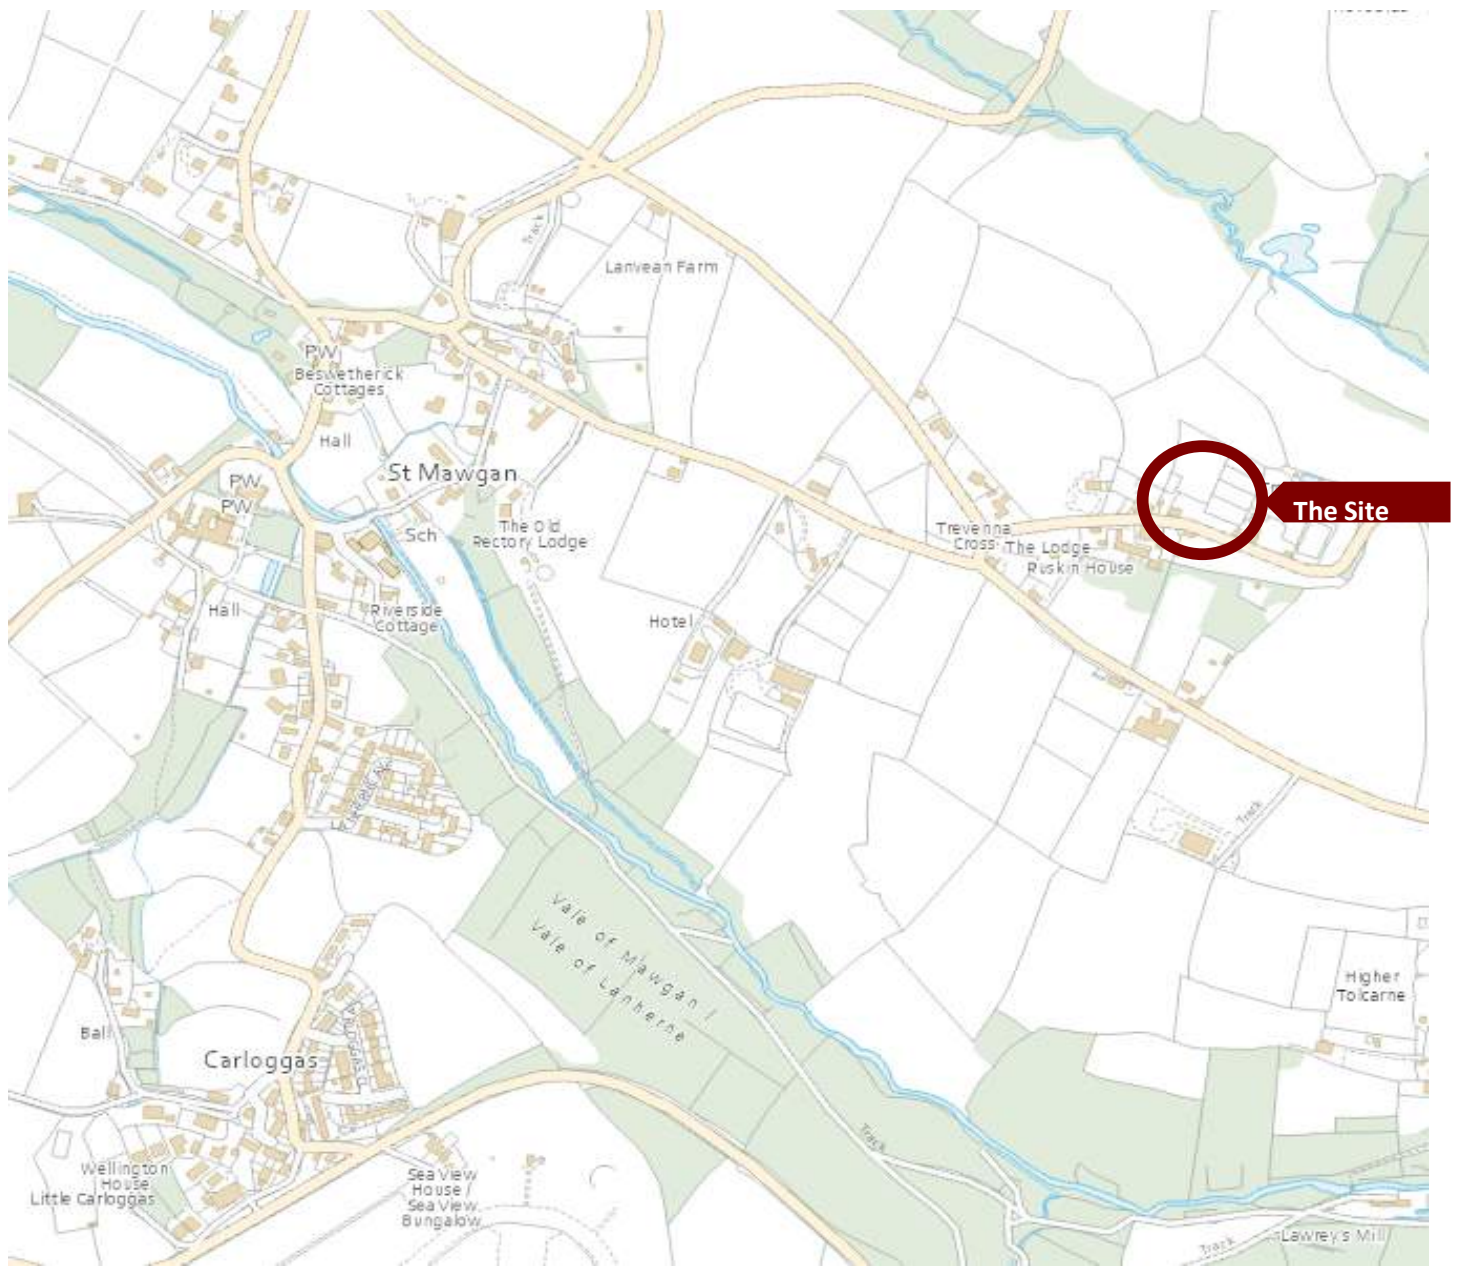 Track
Lanvean Farm
PW
Beswetherick
Cottages
Hall
St Mawgan
PW
PW
Sch
The Old
Rectory Lodge
Trevenna
Cross
The Lodge
Ruskin House
The Site
Hall
Riverside
Cottage
Hotel
Track
Vale of Mawgan /
Vale of Lanherne
Higher
Tolcarne
Ball
Carloggas
Track
Wellington
House
Little Carloggas
Sea View
House /
Sea View
Bungalow
Track
Lawrey's Mill